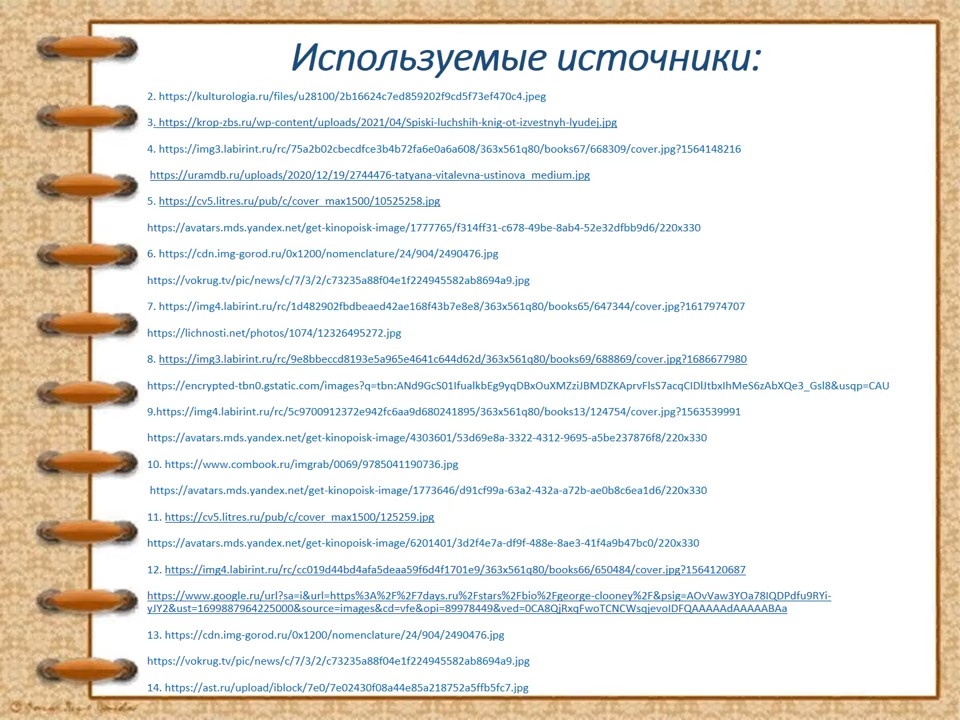 Используемые источники:
2. https://kulturologia.ru/files/u28100/2b16624c7ed859202f9cd5f73ef470c4.jpeg
3. https://krop-zbs.ru/wp-content/uploads/2021/04/Spiski-luchshih-knig-ot-izvestnyh-lyudej.jpg
4. https://img3.labirint.ru/rc/75a2b02cbecdfce3b4b72fa6e0a6a608/363x561q80/books67/668309/cover.jpg?1564148216
https://uramdb.ru/uploads/2020/12/19/2744476-tatyana-vitalevna-ustinova_medium.jpg
5. https://cv5.litres.ru/pub/c/cover_max1500/10525258.jpg
https://avatars.mds.yandex.net/get-kinopoisk-image/1777765/f314ff31-c678-49be-8ab4-52e32dfbb9d6/220x330
6. https://cdn.img-gorod.ru/0x1200/nomenclature/24/904/2490476.jpg
https://vokrug.tv/pic/news/c/7/3/2/c73235a88f04e1f224945582ab8694a9.jpg
7. https://img4.labirint.ru/rc/1d482902fbdbeaed42ae168f43b7e8e8/363x561q80/books65/647344/cover.jpg?1617974707
https://lichnosti.net/photos/1074/12326495272.jpg
8. https://img3.labirint.ru/rc/9e8bbeccd8193e5a965e4641c644d62d/363x561q80/books69/688869/cover.jpg?1686677980
https://encrypted-tbn0.gstatic.com/images?q=tbn:ANd9GcS01IfualkbEg9yqDBxOuXMZziJBMDZKAprvFlsS7acqCIDlJtbxIhMeS6zAbXQe3_Gsl8&usqp=CAU
9.https://img4.labirint.ru/rc/5c9700912372e942fc6aa9d680241895/363x561q80/books13/124754/cover.jpg?1563539991
https://avatars.mds.yandex.net/get-kinopoisk-image/4303601/53d69e8a-3322-4312-9695-a5be237876f8/220x330
10. https://www.combook.ru/imgrab/0069/9785041190736.jpg
https://avatars.mds.yandex.net/get-kinopoisk-image/1773646/d91cf99a-63a2-432a-a72b-ae0b8c6ea1d6/220x330
11. https://cv5.litres.ru/pub/c/cover_max1500/125259.jpg
https://avatars.mds.yandex.net/get-kinopoisk-image/6201401/3d2f4e7a-df9f-488e-8ae3-41f4a9b47bc0/220x330
12. https://img4.labirint.ru/rc/cc019d44bd4afa5deaa59f6d4f1701e9/363x561q80/books66/650484/cover.jpg?1564120687
https://www.google.ru/url?sa=i&url=https%3A%2F%2F7days.ru%2Fstars%2Fbio%2Fgeorge-clooney%2F&psig=AOvVaw3YOa78IQDPdfu9RYi-
yJY2&ust=1699887964225000&source=images&cd=vfe&opi=89978449&ved=0CA8QjRxqFwoTCNCWsqjevoIDFQAAAAAdAAAAABAa
13. https://cdn.img-gorod.ru/0x1200/nomenclature/24/904/2490476.jpg
https://vokrug.tv/pic/news/c/7/3/2/c73235a88f04e1f224945582ab8694a9.jpg
14. https://ast.ru/upload/iblock/7e0/7e02430f08a44e85a218752a5ffb5fc7.jpg